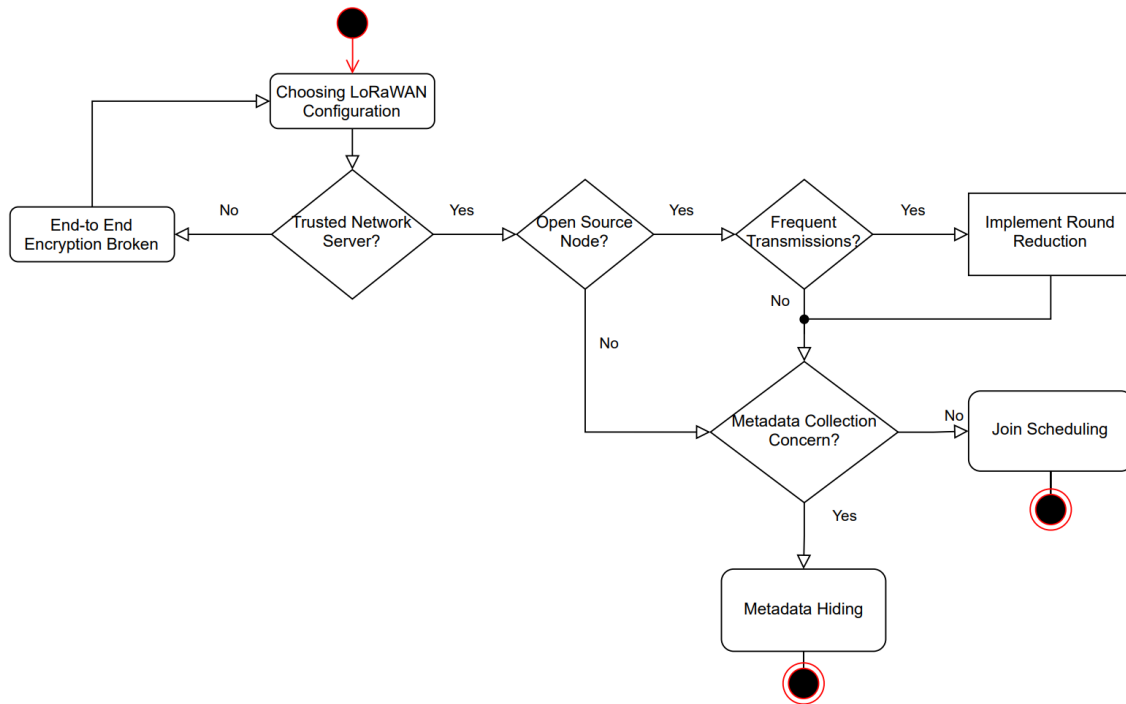 Choosing LoRaWAN
Configuration
End-to End
Encryption Broken
No
Trusted Network
Server?
Yes
Open Source
Node?
Yes
Frequent
Transmissions?
Yes
Implement Round
Reduction
No
No
Metadata Collection
Concern?
No
Join Scheduling
Yes
Metadata Hiding